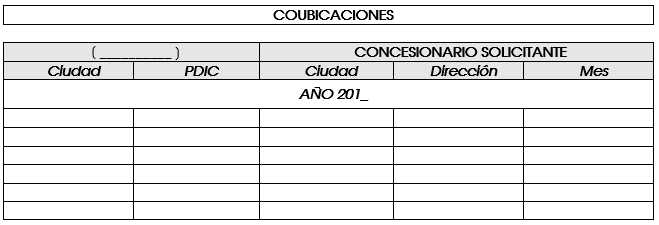 COUBICACIONES
( __________ ) CONCESIONARIO SOLICITANTE
Ciudad PDIC Ciudad Dirección Mes
AÑO 201_